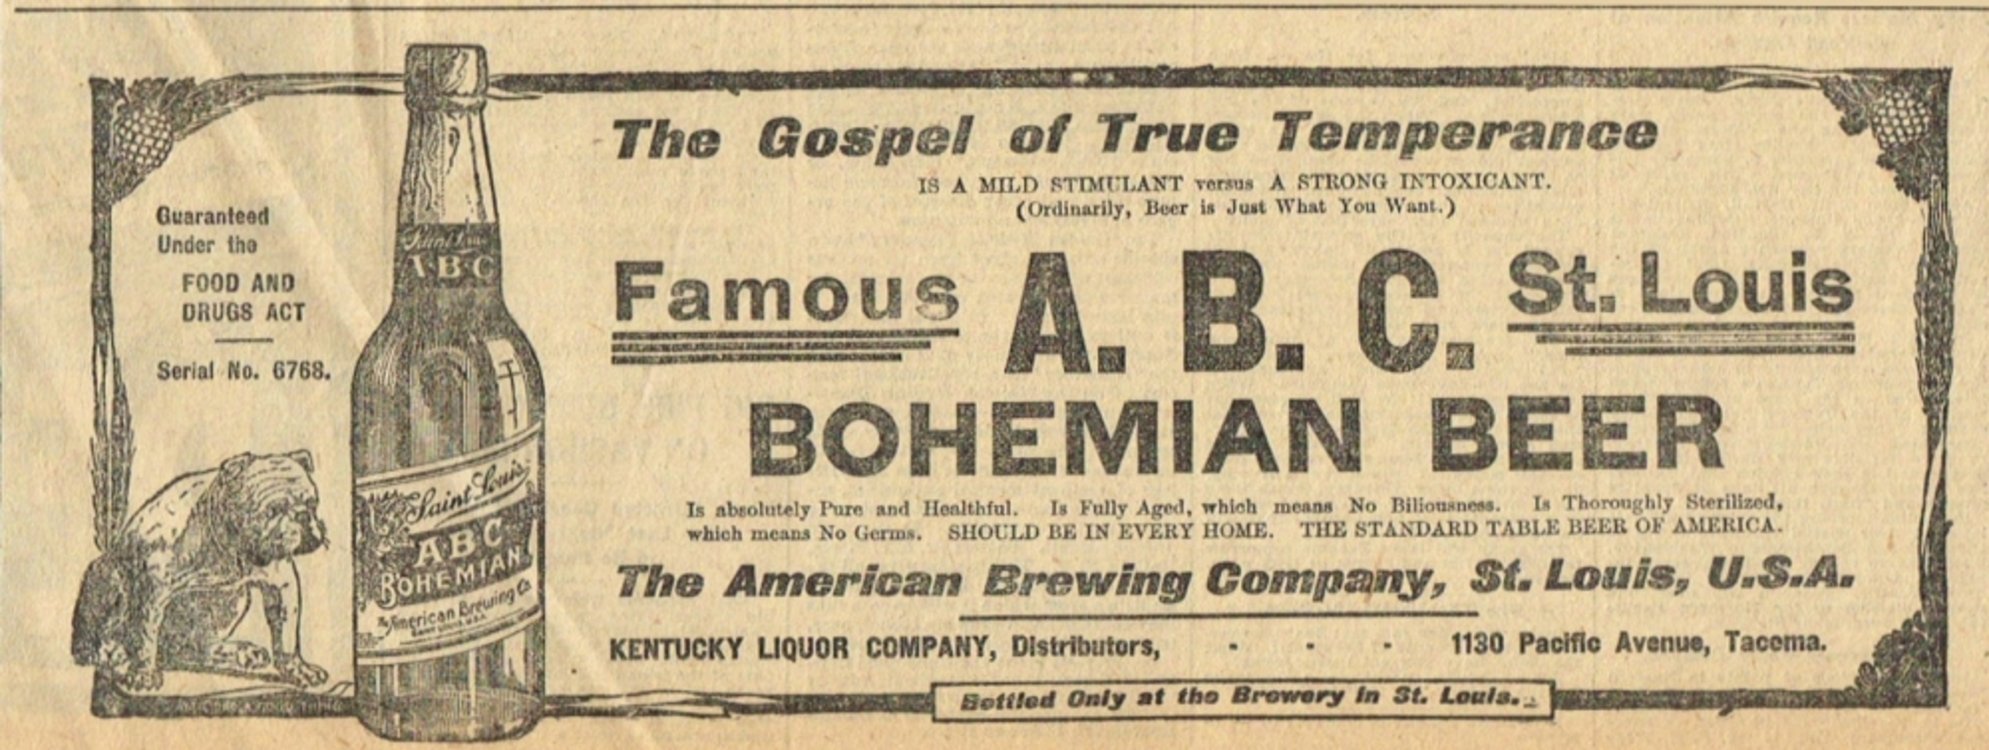 The Gospel of True Temperance
IS A MILD STIMULANT versus A STRONG INTOXICANT.
(Ordinarily, Beer is Just What You Want.)
Guaranteed
Under the
FOOD AND
DRUGS ACT
Serial No. 6768.
Saint Louis
A·B·C
Famous A. B. C. St. Louis
BOHEMIAN BEER
Saint Louis
A B C
BOHEMIAN
The American Brewing Co.
Is absolutely Pure and Healthful. Is Fully Aged, which means No Biliousness. Is Thoroughly Sterilized,
which means No Germs. SHOULD BE IN EVERY HOME. THE STANDARD TABLE BEER OF AMERICA.
The American Brewing Company, St. Louis, U.S.A.
KENTUCKY LIQUOR COMPANY, Distributors, - - - 1130 Pacific Avenue, Tacoma.
Bottled Only at the Brewery in St. Louis.